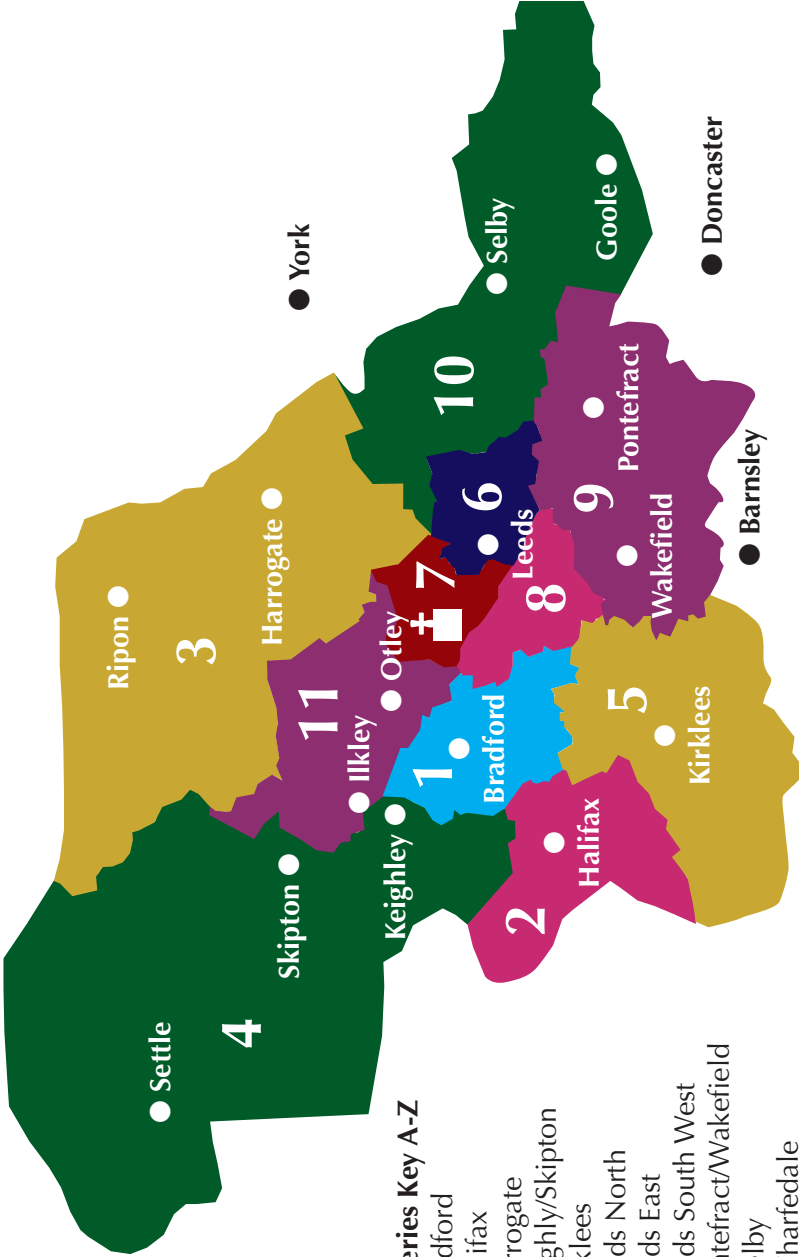 Settle
4
Skipton
Keighley
Ripon
3
Harrogate
York
11
Ilkley
Otley
7
1
Bradford
2
Halifax
5
Kirklees
8
6
Leeds
10
Selby
Goole
9
Wakefield
Pontefract
Barnsley
Doncaster
eries Key A-Z
dford
ifax
rrogate
ghly/Skipton
klees
ds North
ds East
ds South West
tefract/Wakefield
lby
harfedale